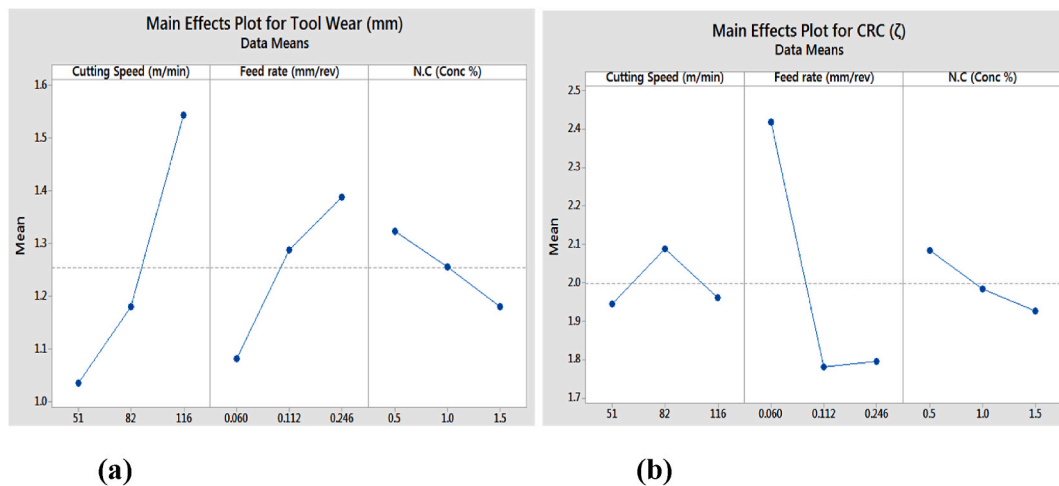 Main Effects Plot for Tool Wear (mm)
Data Means
Cutting Speed (m/min) Feed rate (mm/rev) N.C (Conc %)
1.6
1.5
1.4
1.3
1.2
1.1
1.0
Mean
51 82 116 0.060 0.112 0.246 0.5 1.0 1.5
(a)
Main Effects Plot for CRC (ζ)
Data Means
Cutting Speed (m/min) Feed rate (mm/rev) N.C (Conc %)
2.5
2.4
2.3
2.2
2.1
2.0
1.9
1.8
1.7
Mean
51 82 116 0.060 0.112 0.246 0.5 1.0 1.5
(b)